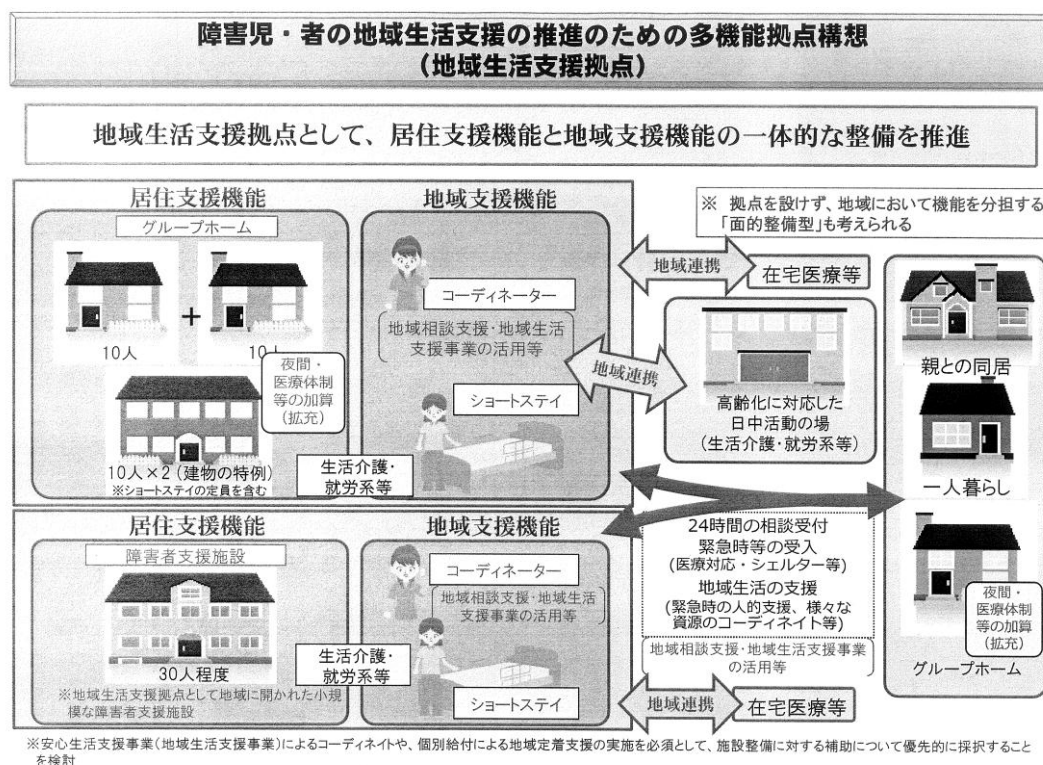 障害児・者の地域生活支援の推進のための多機能拠点構想
（地域生活支援拠点）
地域生活支援拠点として、居住支援機能と地域支援機能の一体的な整備を推進
居住支援機能
地域支援機能
グループホーム
10人
+
10人
夜間・
医療体制
等の加算
（拡充）
10人×2（建物の特例）
※ショートステイの定員を含む
生活介護・
就労系等
コーディネーター
地域相談支援・地域生活
支援事業の活用等
ショートステイ
※ 拠点を設けず、地域において機能を分担する
「面的整備型」も考えられる
地域連携
在宅医療等
地域連携
高齢化に対応した
日中活動の場
（生活介護・就労系等）
親との同居
一人暮らし
夜間・
医療体制
等の加算
（拡充）
グループホーム
居住支援機能
地域支援機能
障害者支援施設
30人程度
※地域生活支援拠点として地域に開かれた小規
模な障害者支援施設
生活介護・
就労系等
コーディネーター
地域相談支援・地域生活
支援事業の活用等
ショートステイ
24時間の相談受付
緊急時等の受入
（医療対応・シェルター等）
地域生活の支援
（緊急時の人的支援、様々な
資源のコーディネイト等）
地域相談支援・地域生活支援事業
の活用等
地域連携
在宅医療等
※安心生活支援事業（地域生活支援事業）によるコーディネイトや、個別給付による地域定着支援の実施を必須として、施設整備に対する補助について優先的に採択すること
を検討